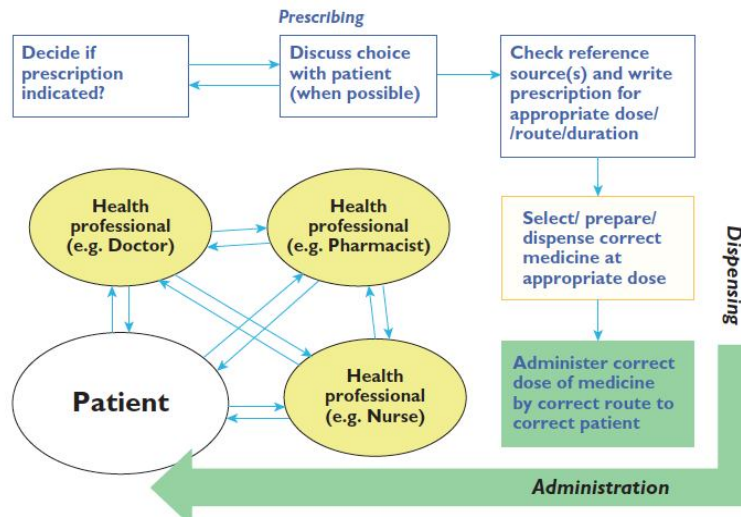 Prescribing
Decide if
prescription
indicated?
Discuss choice
with patient
(when possible)
Check reference
source(s) and write
prescription for
appropriate dose/
/route/duration
Health
professional
(e.g. Doctor)
Health
professional
(e.g. Pharmacist)
Select/ prepare/
dispense correct
medicine at
appropriate dose
Dispensing
Patient
Health
professional
(e.g. Nurse)
Administer correct
dose of medicine
by correct route to
correct patient
Administration